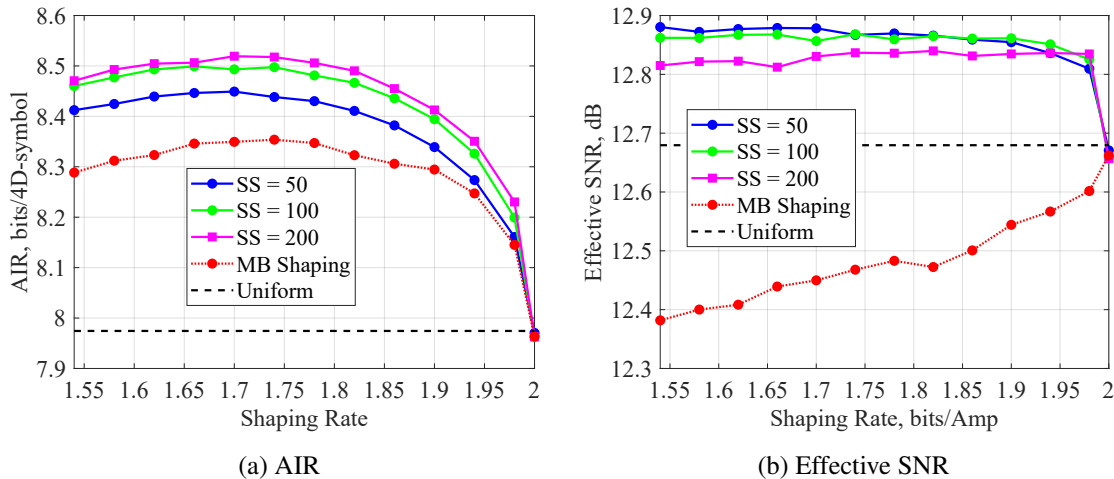 8.6
8.5
8.4
8.3
8.2
8.1
8
7.9
AIR, bits/4D-symbol
SS = 50
SS = 100
SS = 200
MB Shaping
Uniform
1.55 1.6 1.65 1.7 1.75 1.8 1.85 1.9 1.95 2
Shaping Rate
(a) AIR
12.9
12.8
12.7
12.6
12.5
12.4
12.3
Effective SNR, dB
SS = 50
SS = 100
SS = 200
MB Shaping
Uniform
1.55 1.6 1.65 1.7 1.75 1.8 1.85 1.9 1.95 2
Shaping Rate, bits/Amp
(b) Effective SNR